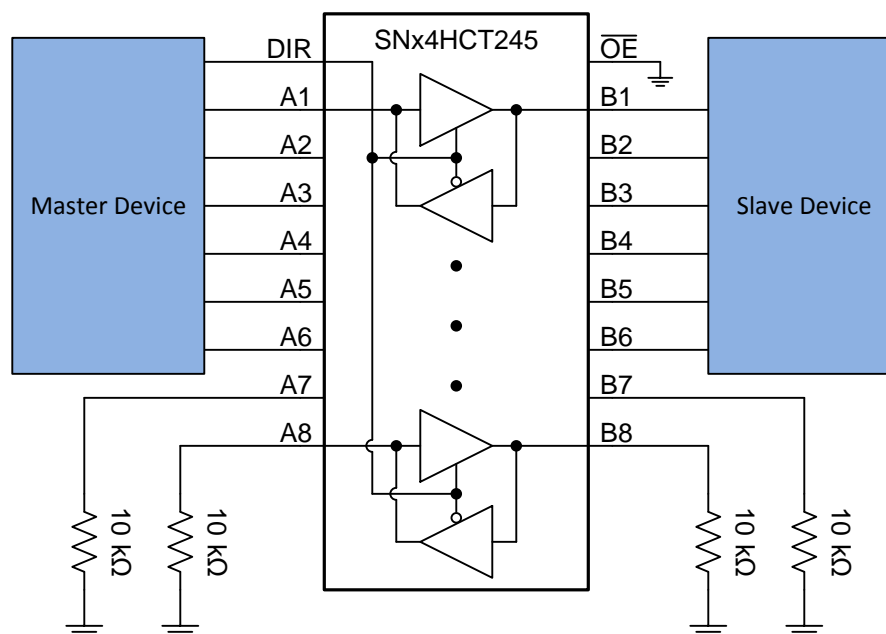 SNx4HCT245
DIR
OE
A1
B1
A2
B2
Master Device
A3
B3
Slave Device
A4
B4
A5
B5
A6
B6
A7
B7
A8
B8
10 kΩ
10 kΩ
10 kΩ
10 kΩ